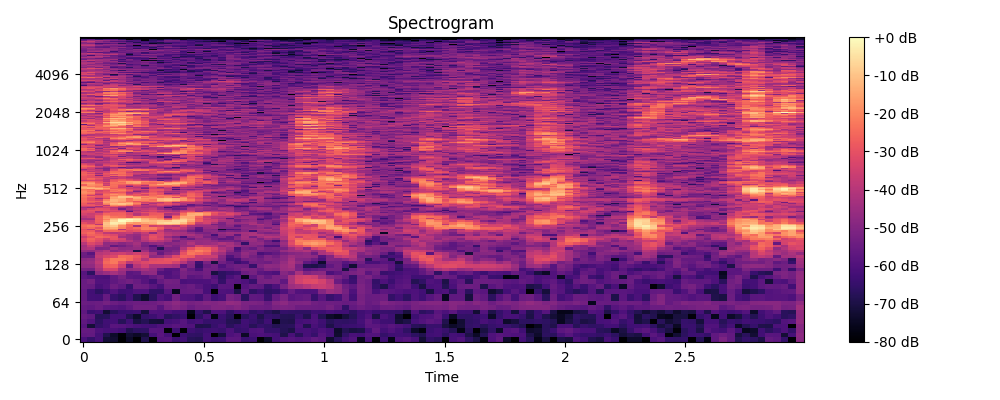 Spectrogram
Hz
4096
2048
1024
512
256
128
64
0
0
0.5
1
1.5
2
2.5
Time
+0 dB
-10 dB
-20 dB
-30 dB
-40 dB
-50 dB
-60 dB
-70 dB
-80 dB